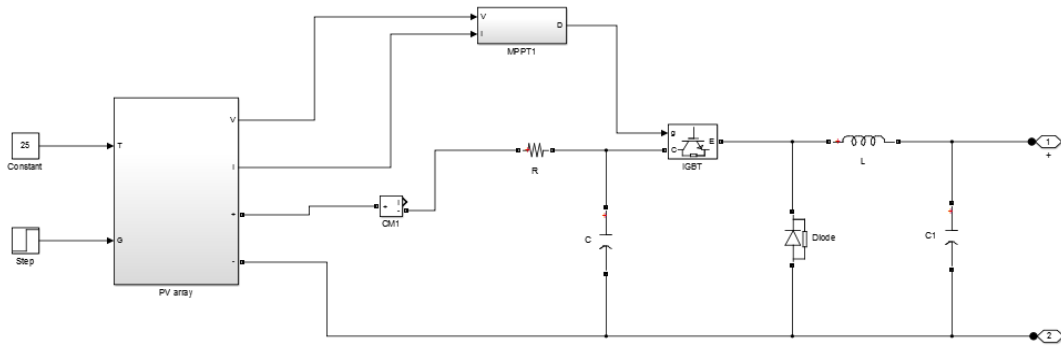 V
I
D
MPPT1
25
Constant
T
V
I
G
+
-
Step
PV array
+
I
-
CM1
R
g
C
E
IGBT
L
1
+
C
Diode
C1
2